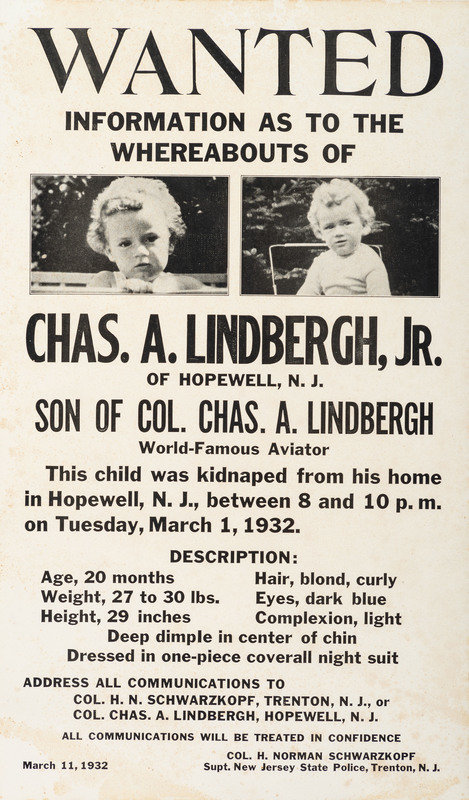 WANTED
INFORMATION AS TO THE
WHEREABOUTS OF
CHAS. A. LINDBERGH, JR.
OF HOPEWELL, N. J.
SON OF COL. CHAS. A. LINDBERGH
World-Famous Aviator
This child was kidnaped from his home
in Hopewell, N. J., between 8 and 10 p. m.
on Tuesday, March 1, 1932.
DESCRIPTION:
Age, 20 months Hair, blond, curly
Weight, 27 to 30 lbs. Eyes, dark blue
Height, 29 inches Complexion, light
Deep dimple in center of chin
Dressed in one-piece coverall night suit
ADDRESS ALL COMMUNICATIONS TO
COL. H. N. SCHWARZKOPF, TRENTON, N. J., or
COL. CHAS. A. LINDBERGH, HOPEWELL, N. J.
ALL COMMUNICATIONS WILL BE TREATED IN CONFIDENCE
COL. H. NORMAN SCHWARZKOPF
March 11, 1932 Supt. New Jersey State Police, Trenton, N. J.